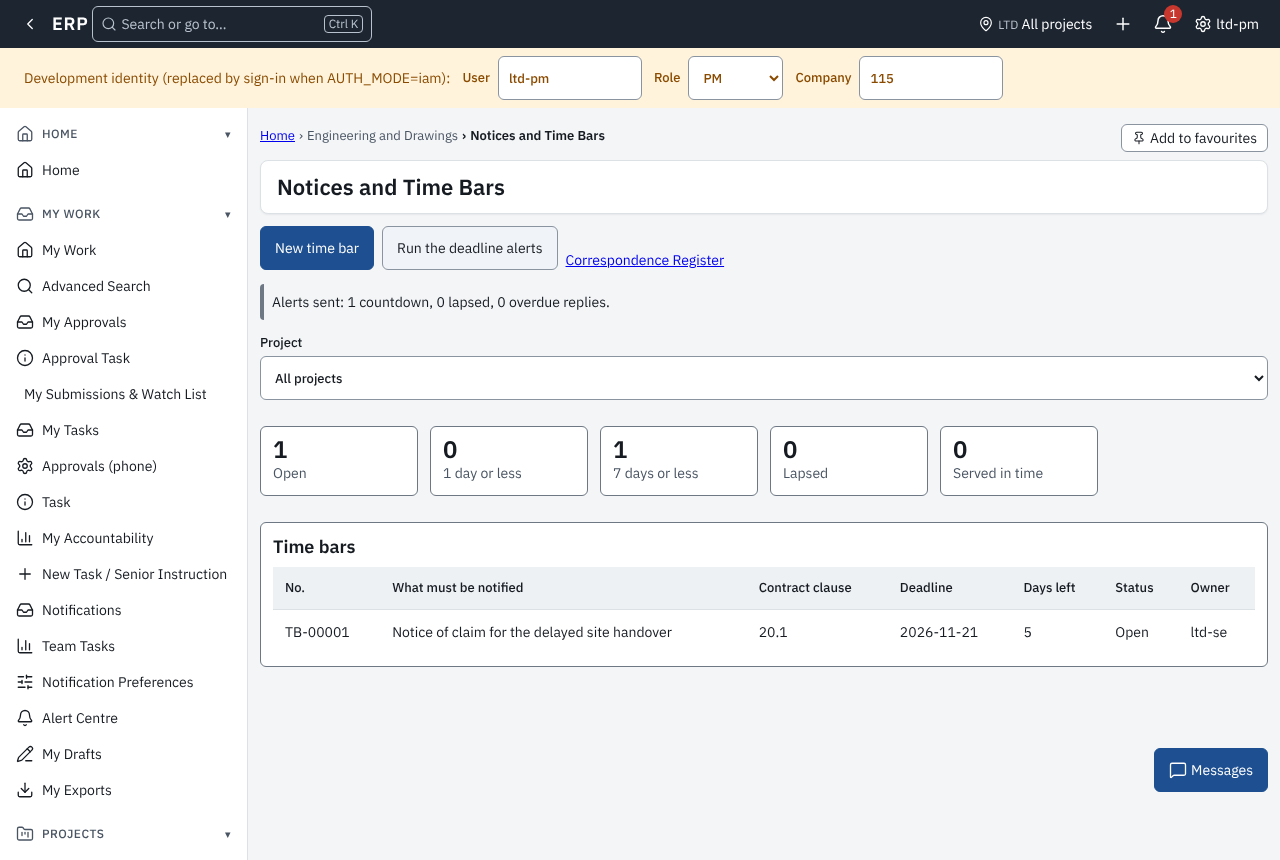 ERP
Search or go to...
Ctrl K
LTD All projects
1
ltd-pm
Development identity (replaced by sign-in when AUTH_MODE=iam):
User
ltd-pm
Role
PM
Company
115
HOME
Home
MY WORK
My Work
Advanced Search
My Approvals
Approval Task
My Submissions & Watch List
My Tasks
Approvals (phone)
Task
My Accountability
New Task / Senior Instruction
Notifications
Team Tasks
Notification Preferences
Alert Centre
My Drafts
My Exports
PROJECTS
Home › Engineering and Drawings › Notices and Time Bars
Add to favourites
Notices and Time Bars
New time bar
Run the deadline alerts
Correspondence Register
Alerts sent: 1 countdown, 0 lapsed, 0 overdue replies.
Project
All projects
1
Open
0
1 day or less
1
7 days or less
0
Lapsed
0
Served in time
Time bars
No. What must be notified Contract clause Deadline Days left Status Owner
TB-00001 Notice of claim for the delayed site handover 20.1 2026-11-21 5 Open ltd-se
Messages